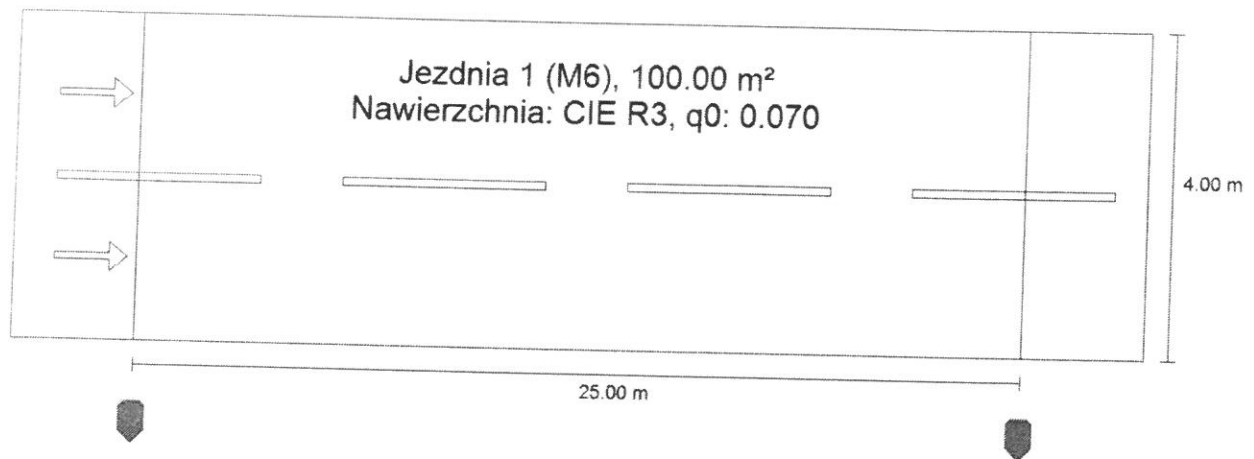 Jezdnia 1 (M6), 100.00 m²
Nawierzchnia: CIE R3, q0: 0.070
4.00 m
25.00 m